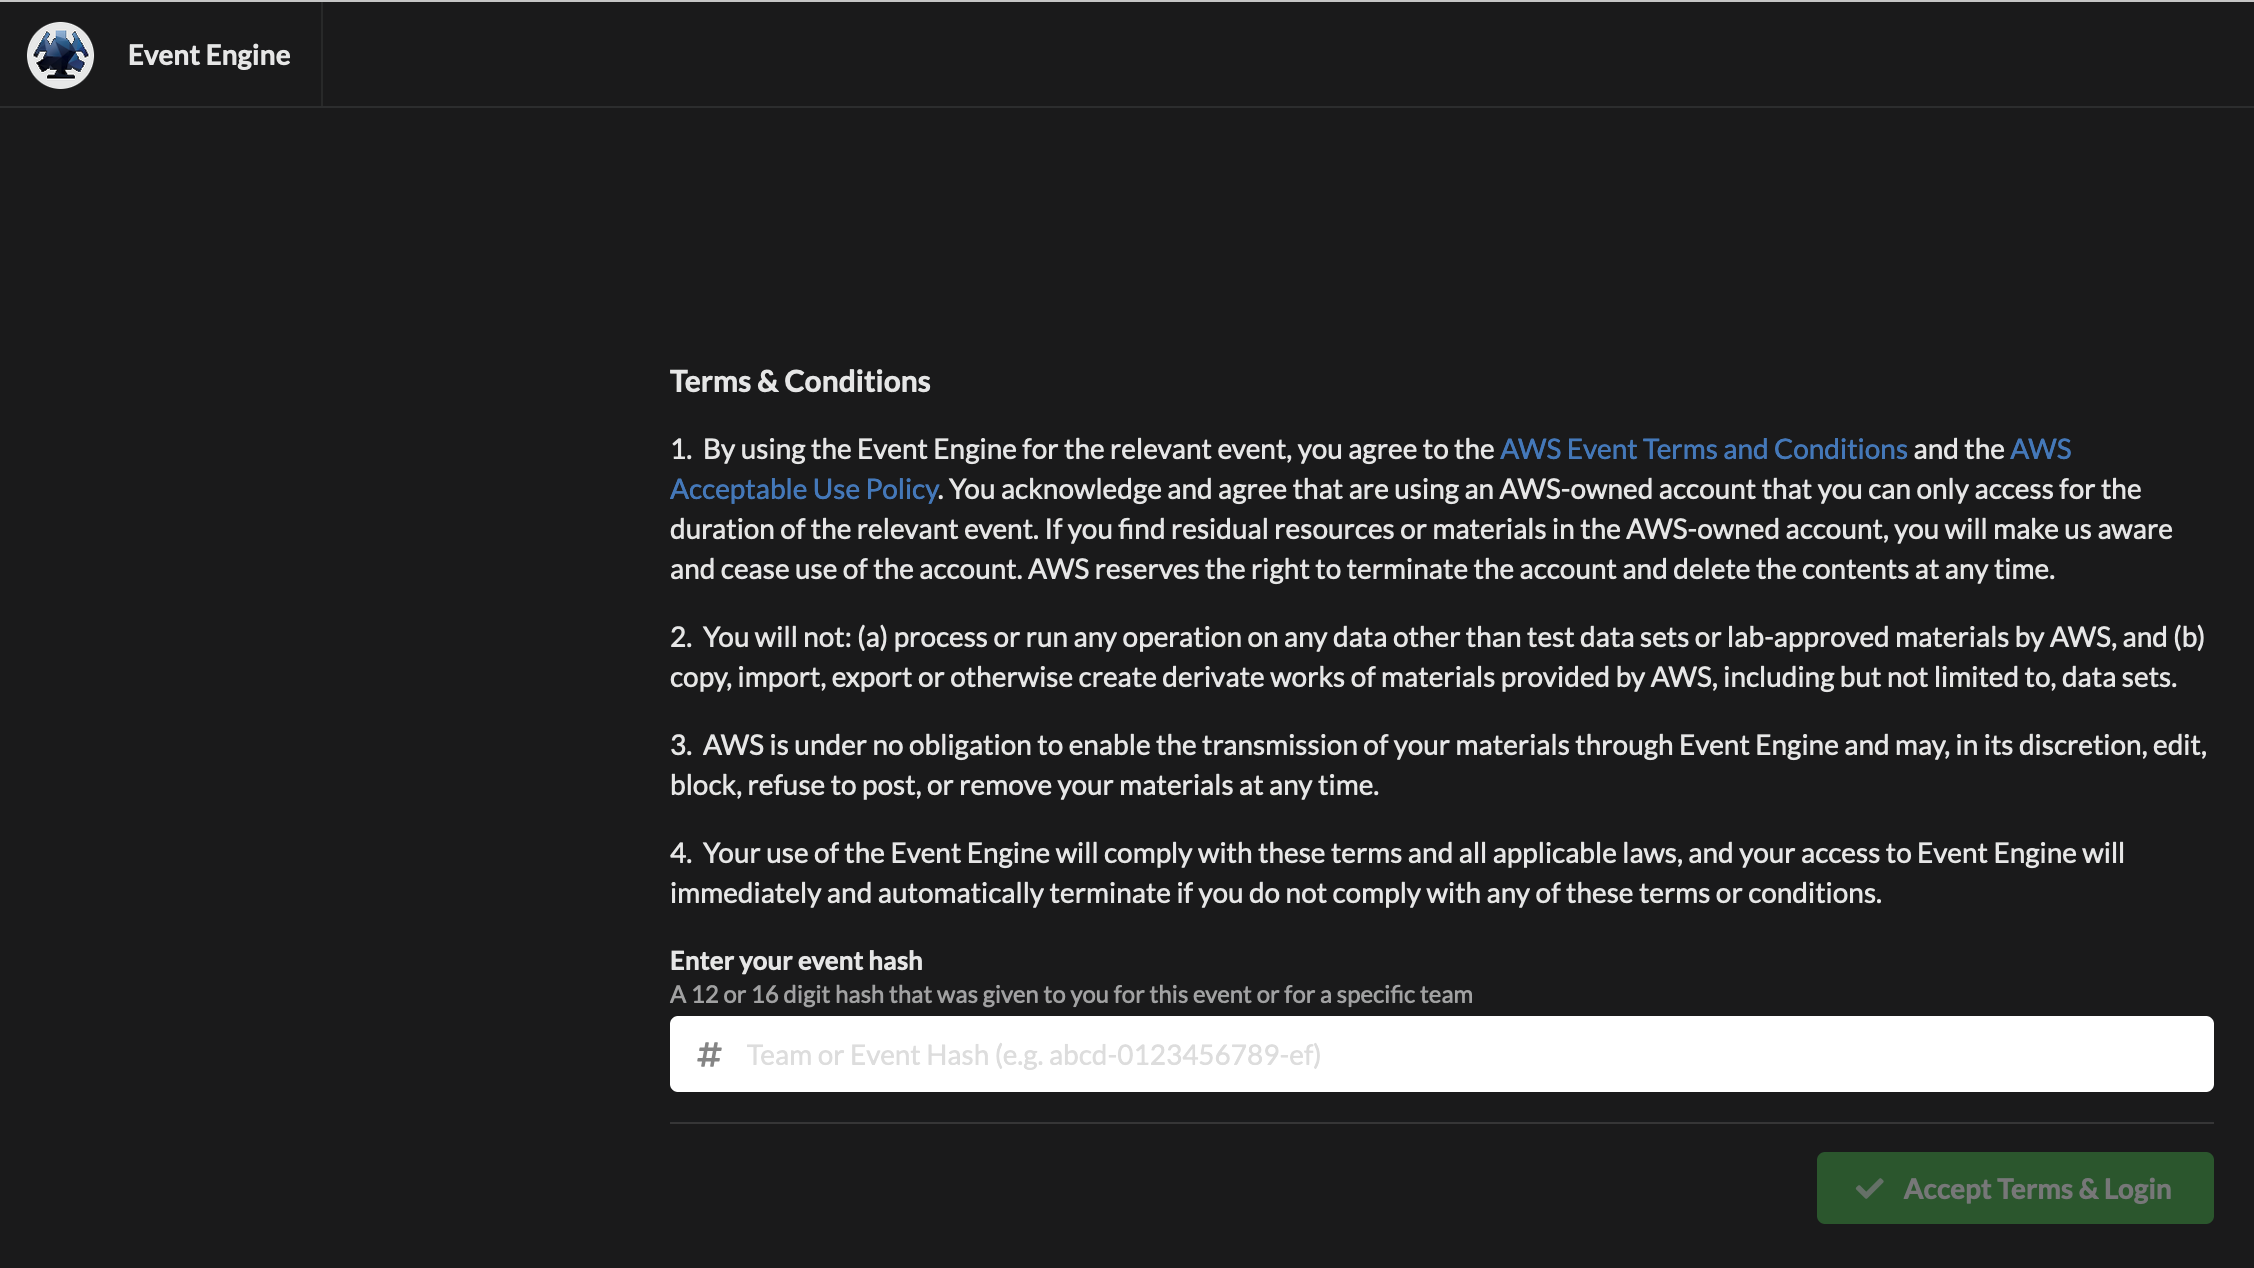 Event Engine
Terms & Conditions
1. By using the Event Engine for the relevant event, you agree to the AWS Event Terms and Conditions and the AWS
Acceptable Use Policy. You acknowledge and agree that are using an AWS-owned account that you can only access for the
duration of the relevant event. If you find residual resources or materials in the AWS-owned account, you will make us aware
and cease use of the account. AWS reserves the right to terminate the account and delete the contents at any time.
2. You will not: (a) process or run any operation on any data other than test data sets or lab-approved materials by AWS, and (b)
copy, import, export or otherwise create derivate works of materials provided by AWS, including but not limited to, data sets.
3. AWS is under no obligation to enable the transmission of your materials through Event Engine and may, in its discretion, edit,
block, refuse to post, or remove your materials at any time.
4. Your use of the Event Engine will comply with these terms and all applicable laws, and your access to Event Engine will
immediately and automatically terminate if you do not comply with any of these terms or conditions.
Enter your event hash
A 12 or 16 digit hash that was given to you for this event or for a specific team
# Team or Event Hash (e.g. abcd-0123456789-ef)
Accept Terms & Login